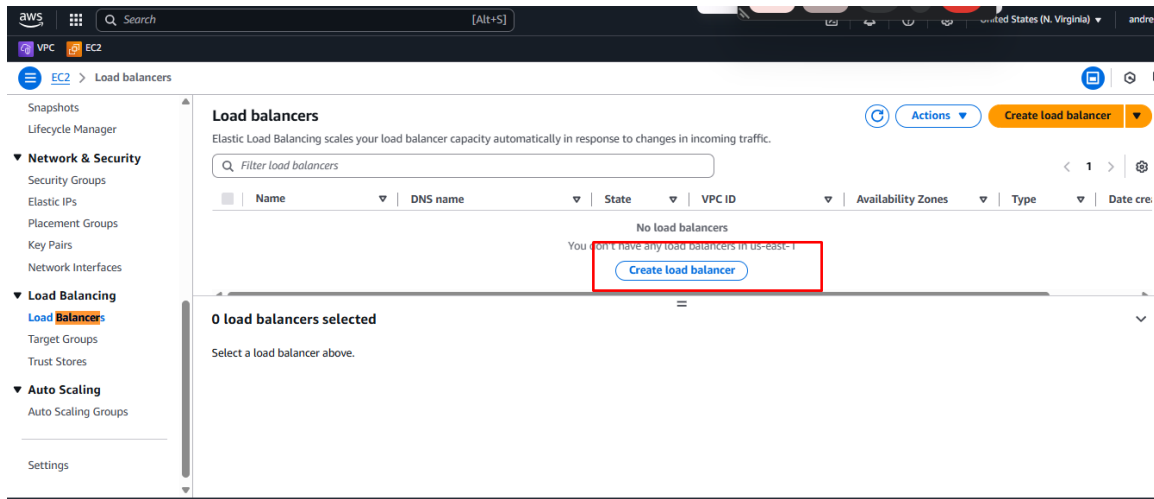 aws
Search [Alt+S]
United States (N. Virginia) andre
VPC EC2
EC2 > Load balancers
Snapshots
Lifecycle Manager
Network & Security
Security Groups
Elastic IPs
Placement Groups
Key Pairs
Network Interfaces
Load Balancing
Load Balancers
Target Groups
Trust Stores
Auto Scaling
Auto Scaling Groups
Settings
Load balancers
Actions
Create load balancer
Elastic Load Balancing scales your load balancer capacity automatically in response to changes in incoming traffic.
Filter load balancers
1
Name DNS name State VPC ID Availability Zones Type Date crea
No load balancers
You don't have any load balancers in us-east-1
Create load balancer
0 load balancers selected
Select a load balancer above.